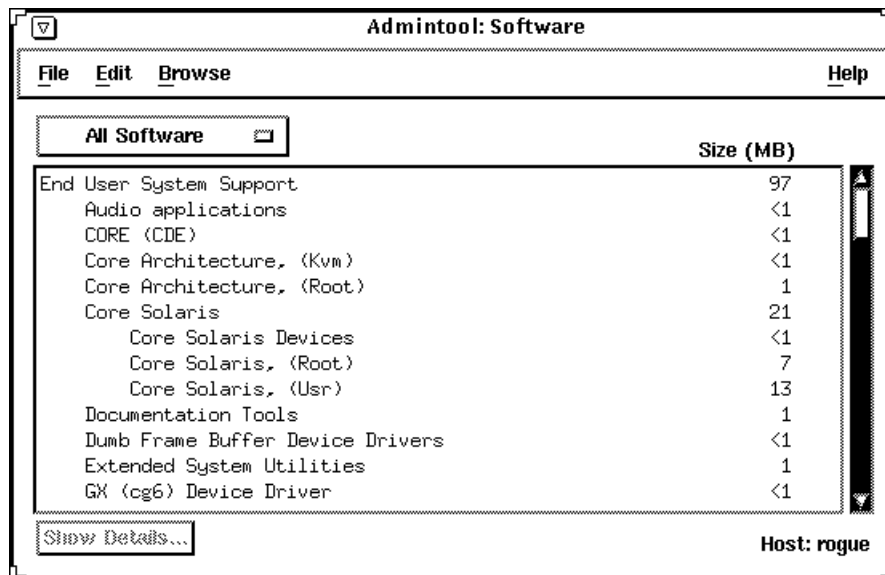 Admintool: Software
File Edit Browse Help
All Software
Size (MB)
End User System Support 97
Audio applications <1
CORE (CDE) <1
Core Architecture, (Kvm) <1
Core Architecture, (Root) 1
Core Solaris 21
Core Solaris Devices <1
Core Solaris, (Root) 7
Core Solaris, (Usr) 13
Documentation Tools 1
Dumb Frame Buffer Device Drivers <1
Extended System Utilities 1
GX (cg6) Device Driver <1
Show Details...
Host: rogue